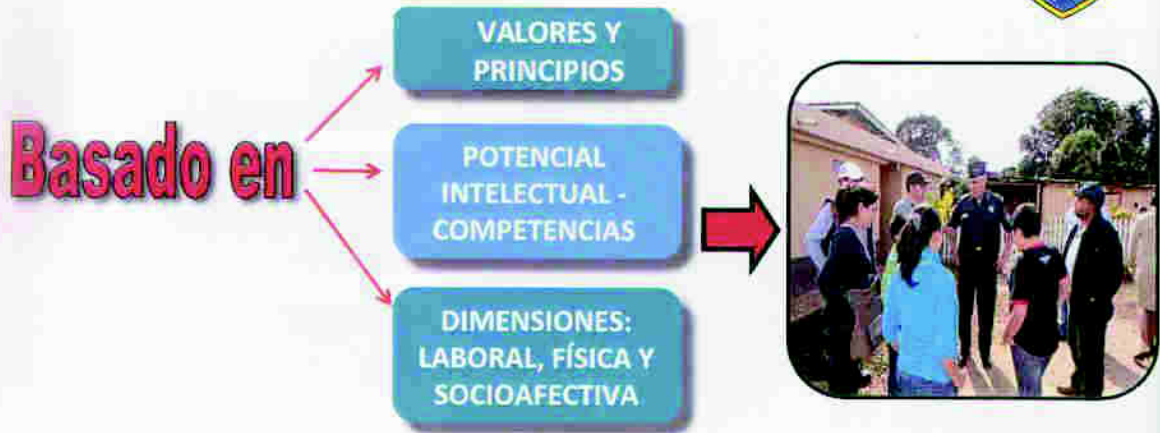 Basado en
VALORES Y
PRINCIPIOS
POTENCIAL
INTELECTUAL -
COMPETENCIAS
DIMENSIONES:
LABORAL, FÍSICA Y
SOCIOAFECTIVA